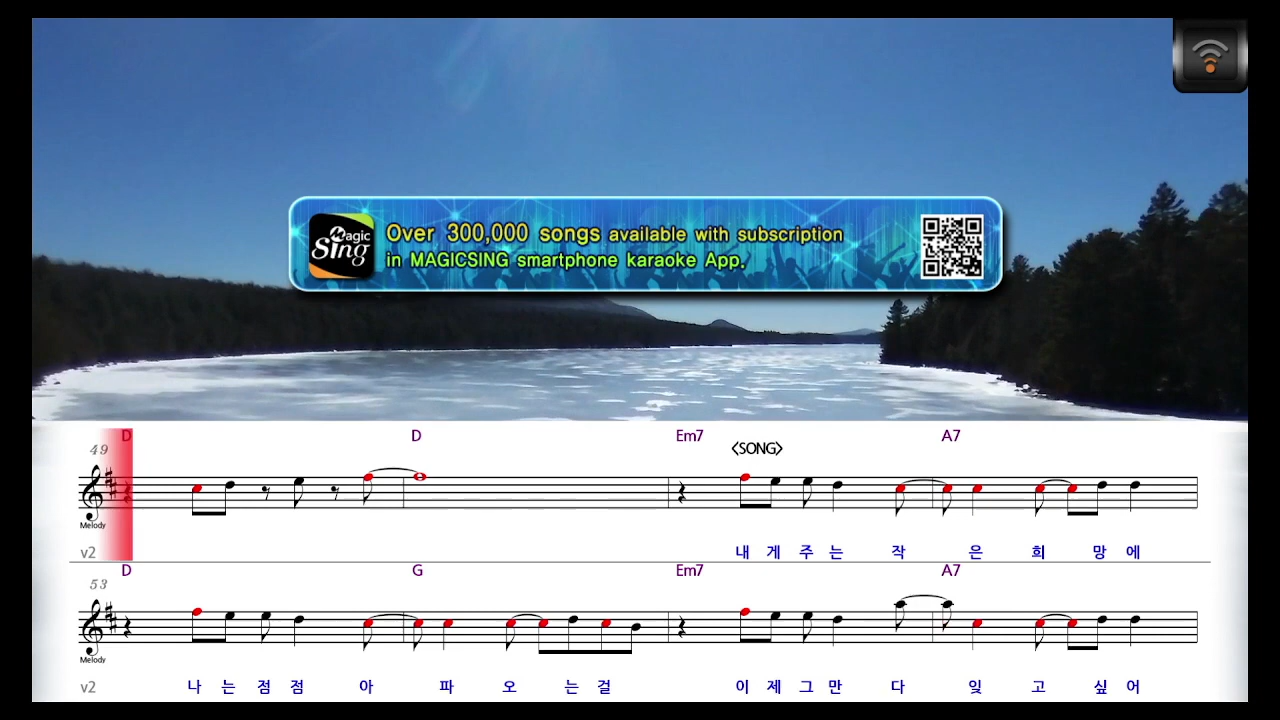 Magic Sing
Over 300,000 songs available with subscription
in MAGICSING smartphone karaoke App.
D D Em7 A7
49 <SONG>
Melody
v2 내 게 주 는 작 은 희 망 에
D G Em7 A7
53
Melody
v2 나 는 점 점 아 파 오 는 걸 이 제 그 만 다 잊 고 싶 어